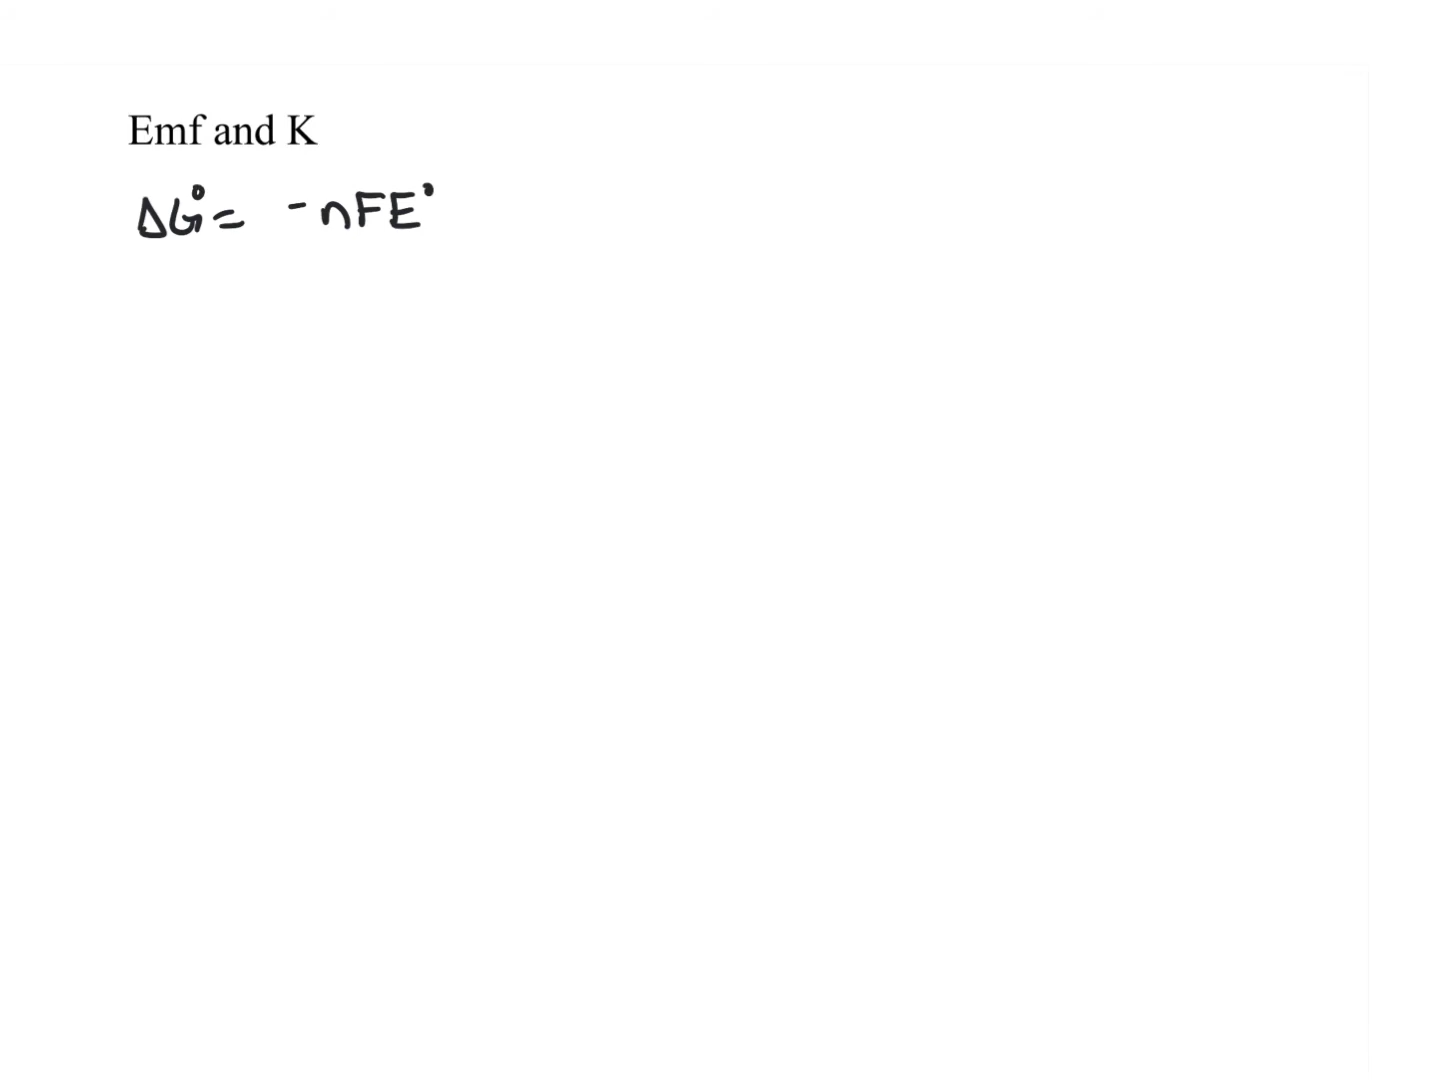 Emf and K
ΔG° = -nFE°